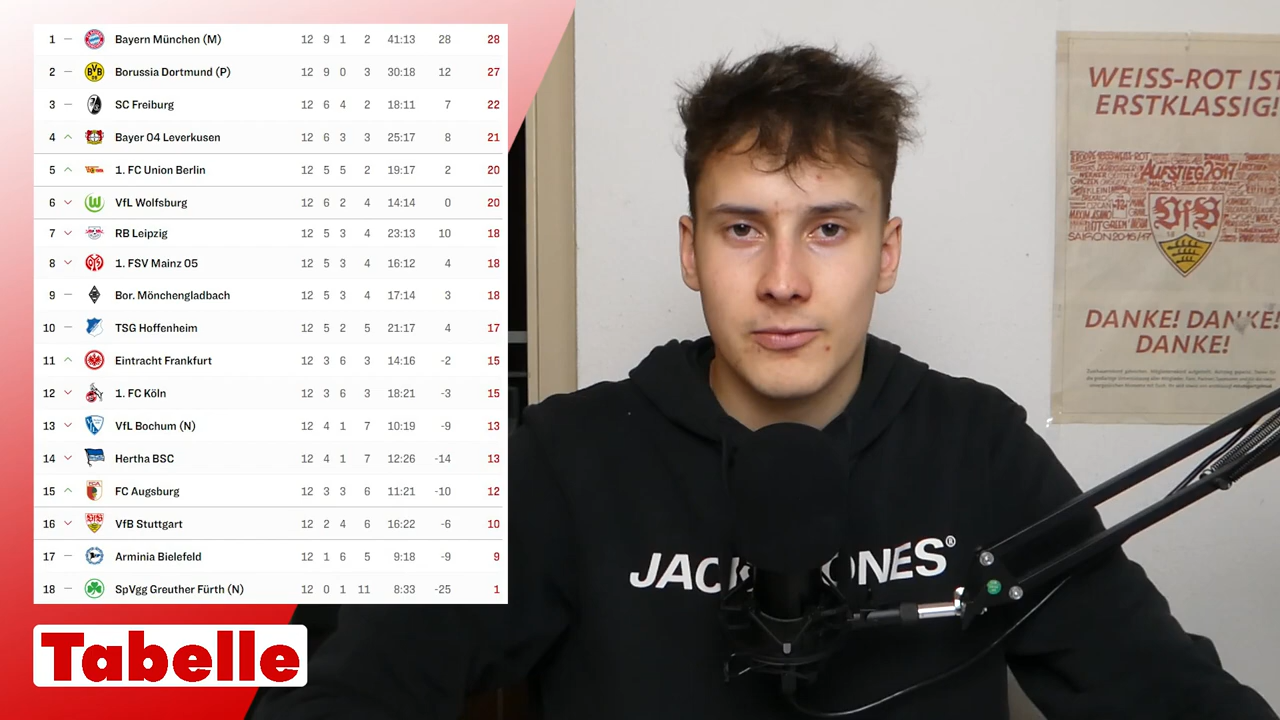 1 — Bayern München (M) 12 9 1 2 41:13 28 28
2 — Borussia Dortmund (P) 12 9 0 3 30:18 12 27
3 — SC Freiburg 12 6 4 2 18:11 7 22
4 Bayer 04 Leverkusen 12 6 3 3 25:17 8 21
5 1. FC Union Berlin 12 5 5 2 19:17 2 20
6 VfL Wolfsburg 12 6 2 4 14:14 0 20
7 RB Leipzig 12 5 3 4 23:13 10 18
8 1. FSV Mainz 05 12 5 3 4 16:12 4 18
9 — Bor. Mönchengladbach 12 5 3 4 17:14 3 18
10 — TSG Hoffenheim 12 5 2 5 21:17 4 17
11 Eintracht Frankfurt 12 3 6 3 14:16 -2 15
12 1. FC Köln 12 3 6 3 18:21 -3 15
13 VfL Bochum (N) 12 4 1 7 10:19 -9 13
14 Hertha BSC 12 4 1 7 12:26 -14 13
15 FC Augsburg 12 3 3 6 11:21 -10 12
16 VfB Stuttgart 12 2 4 6 16:22 -6 10
17 — Arminia Bielefeld 12 1 6 5 9:18 -9 9
18 — SpVgg Greuther Fürth (N) 12 0 1 11 8:33 -25 1
Tabelle
WEISS-ROT IST
ERSTKLASSIG!
AUFSTIEG 2017
SAISON 2016/17
VfB
18 93
DANKE! DANKE!
DANKE!
JACK JONES®